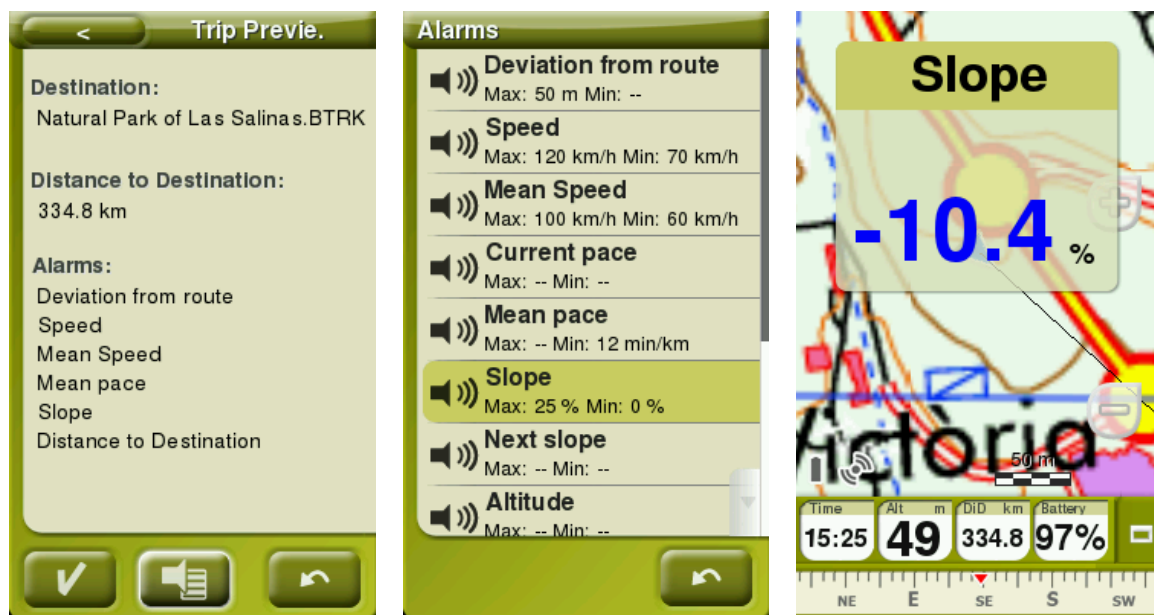 <
Trip Previe.
Destination:
Natural Park of Las Salinas.BTRK
Distance to Destination:
334.8 km
Alarms:
Deviation from route
Speed
Mean Speed
Mean pace
Slope
Distance to Destination
Alarms
Deviation from route
Max: 50 m Min: --
Speed
Max: 120 km/h Min: 70 km/h
Mean Speed
Max: 100 km/h Min: 60 km/h
Current pace
Max: -- Min: --
Mean pace
Max: -- Min: 12 min/km
Slope
Max: 25 % Min: 0 %
Next slope
Max: -- Min: --
Altitude
Max: -- Min: --
Slope
-10.4 %
Victòria
50 m
Time Alt m DiD km Battery
15:25 49 334.8 97%
NE E SE S SW